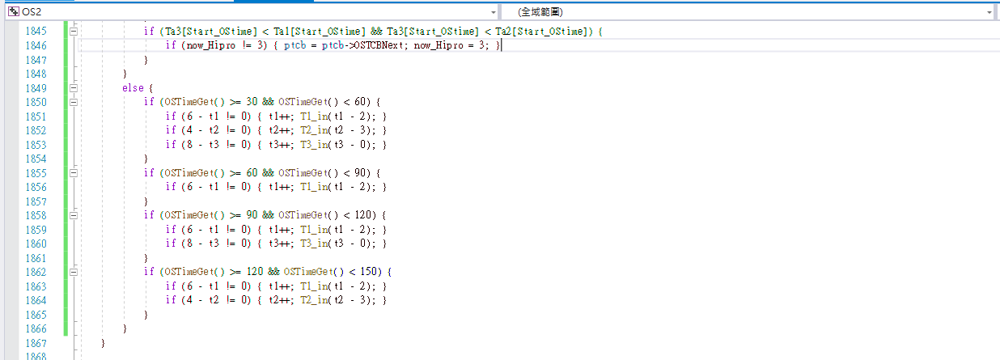 OS2
(全域範圍)
1845 if (Ta3[Start_OStime] < Ta1[Start_OStime] && Ta3[Start_OStime] < Ta2[Start_OStime]) {
1846 if (now_Hipro != 3) { ptcb = ptcb->OSTCBNext; now_Hipro = 3; }
1847 }
1848 }
1849 else {
1850 if (OSTimeGet() >= 30 && OSTimeGet() < 60) {
1851 if (6 - t1 != 0) { t1++; T1_in(t1 - 2); }
1852 if (4 - t2 != 0) { t2++; T2_in(t2 - 3); }
1853 if (8 - t3 != 0) { t3++; T3_in(t3 - 0); }
1854 }
1855 if (OSTimeGet() >= 60 && OSTimeGet() < 90) {
1856 if (6 - t1 != 0) { t1++; T1_in(t1 - 2); }
1857 }
1858 if (OSTimeGet() >= 90 && OSTimeGet() < 120) {
1859 if (6 - t1 != 0) { t1++; T1_in(t1 - 2); }
1860 if (8 - t3 != 0) { t3++; T3_in(t3 - 0); }
1861 }
1862 if (OSTimeGet() >= 120 && OSTimeGet() < 150) {
1863 if (6 - t1 != 0) { t1++; T1_in(t1 - 2); }
1864 if (4 - t2 != 0) { t2++; T2_in(t2 - 3); }
1865 }
1866 }
1867 }
1868